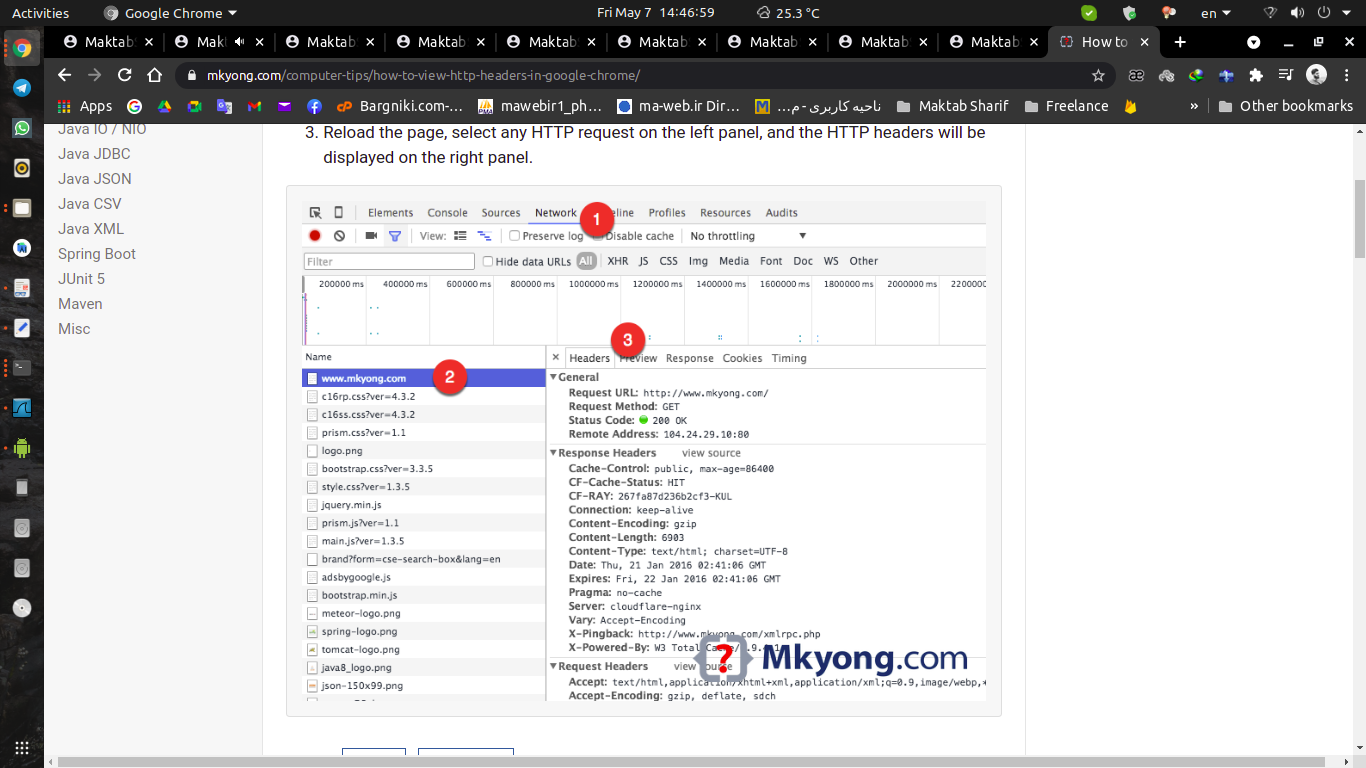 Activities Google Chrome Fri May 7 14:46:59 25.3 °C en
MaktabS Makt MaktabS Maktab MaktabS MaktabS MaktabS MaktabS Maktab How to
mkyong.com/computer-tips/how-to-view-http-headers-in-google-chrome/
Apps Bargniki.com-... mawebir1_ph... ma-web.ir Dir... ناحیه کاربری - م... Maktab Sharif Freelance » Other bookmarks
Java IO / NIO
Java JDBC
Java JSON
Java CSV
Java XML
Spring Boot
JUnit 5
Maven
Misc
3. Reload the page, select any HTTP request on the left panel, and the HTTP headers will be
displayed on the right panel.
Elements Console Sources Network 1 eline Profiles Resources Audits
View: Preserve log Disable cache No throttling
Filter Hide data URLs All XHR JS CSS Img Media Font Doc WS Other
200000 ms 400000 ms 600000 ms 800000 ms 1000000 ms 1200000 ms 1400000 ms 1600000 ms 1800000 ms 2000000 ms 2200000
3
Name
www.mkyong.com 2
c16rp.css?ver=4.3.2
c16ss.css?ver=4.3.2
prism.css?ver=1.1
logo.png
bootstrap.css?ver=3.3.5
style.css?ver=1.3.5
jquery.min.js
prism.js?ver=1.1
main.js?ver=1.3.5
brand?form=cse-search-box&lang=en
adsbygoogle.js
bootstrap.min.js
meteor-logo.png
spring-logo.png
tomcat-logo.png
java8_logo.png
json-150x99.png
× Headers Preview Response Cookies Timing
General
Request URL: http://www.mkyong.com/
Request Method: GET
Status Code: 200 OK
Remote Address: 104.24.29.10:80
Response Headers view source
Cache-Control: public, max-age=86400
CF-Cache-Status: HIT
CF-RAY: 267fa87d236b2cf3-KUL
Connection: keep-alive
Content-Encoding: gzip
Content-Length: 6903
Content-Type: text/html; charset=UTF-8
Date: Thu, 21 Jan 2016 02:41:06 GMT
Expires: Fri, 22 Jan 2016 02:41:06 GMT
Pragma: no-cache
Server: cloudflare-nginx
Vary: Accept-Encoding
X-Pingback: http://www.mkyong.com/xmlrpc.php
X-Powered-By: W3 Total Cache/
Mkyong.com
Request Headers view source
Accept: text/html,application/xhtml+xml,application/xml;q=0.9,image/webp,*
Accept-Encoding: gzip, deflate, sdch